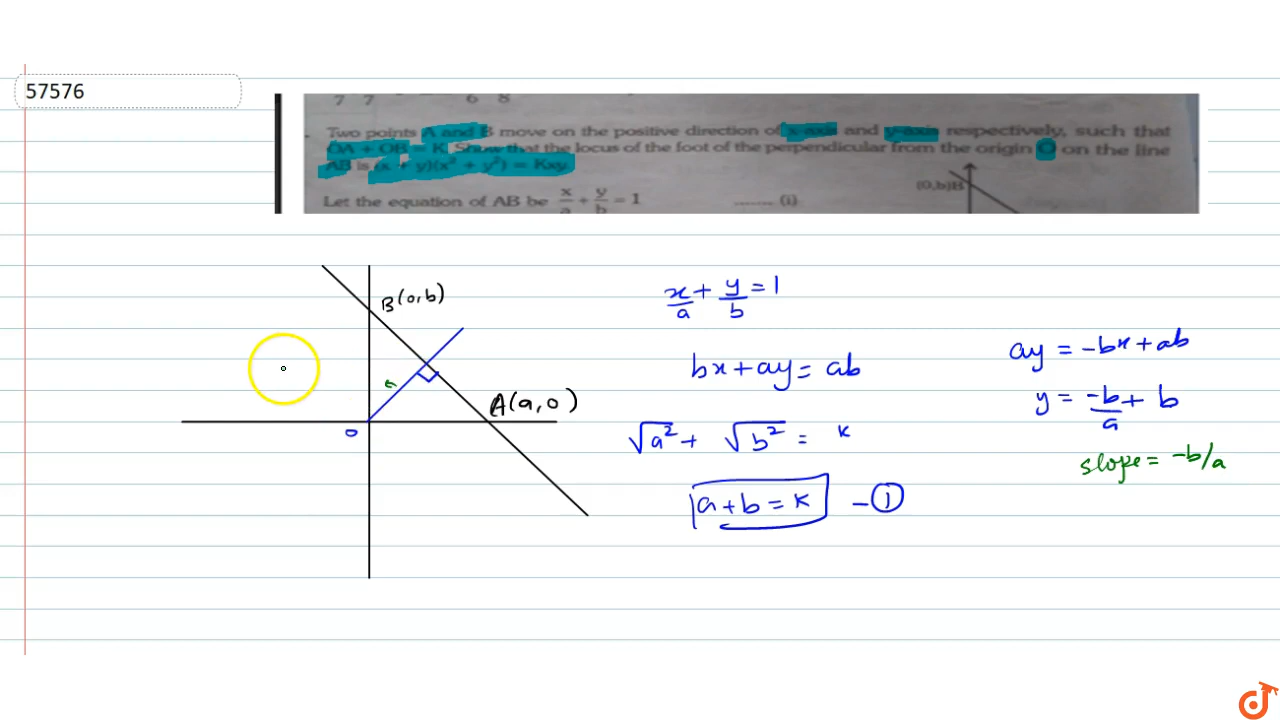 57576
7 7 6 8
Two points A and B move on the positive direction of x-axis and y-axis respectively, such that
OA + OB = K. Show that the locus of the foot of the perpendicular from the origin O on the line
AB is (x + y)(x² + y²) = Kxy
(0,b)B
Let the equation of AB be x/a + y/b = 1 ........ (i)
B(0,b)
A(a,0)
O
x/a + y/b = 1
bx + ay = ab
√a² + √b² = k
a + b = k - ①
ay = -bx + ab
y = -b/a + b
slope = -b/a